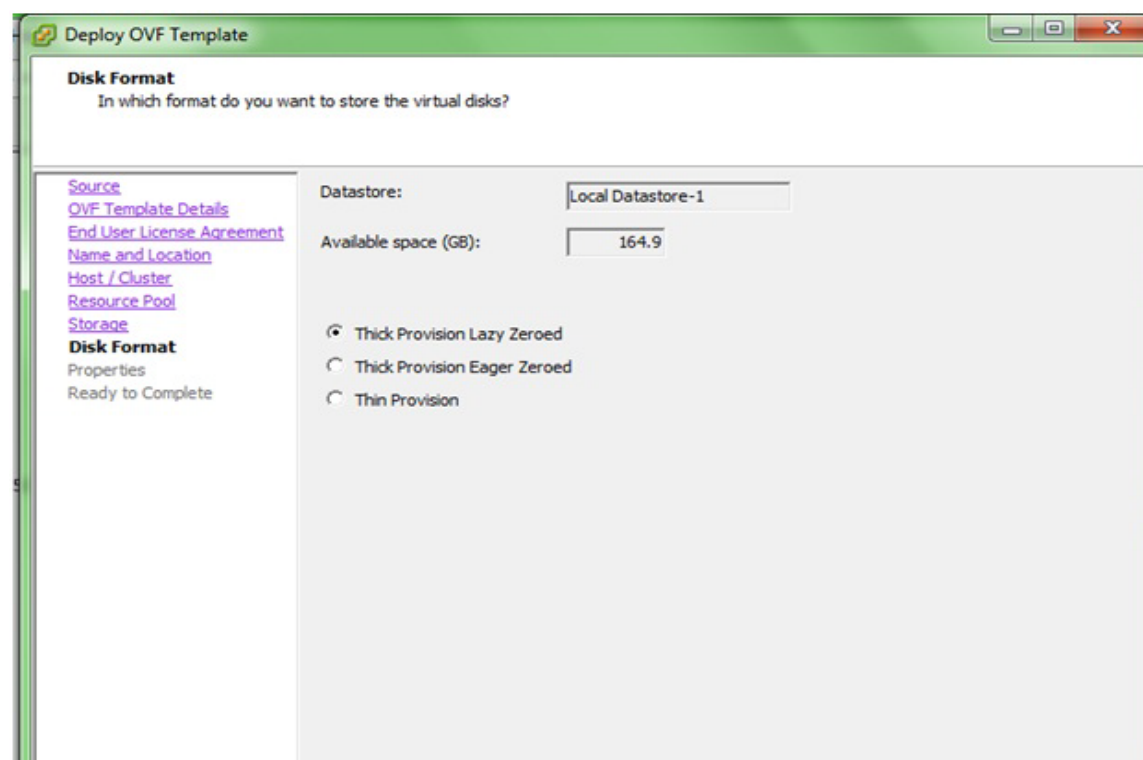 Deploy OVF Template
Disk Format
In which format do you want to store the virtual disks?
Source
OVF Template Details
End User License Agreement
Name and Location
Host / Cluster
Resource Pool
Storage
Disk Format
Properties
Ready to Complete
Datastore:
Local Datastore-1
Available space (GB):
164.9
Thick Provision Lazy Zeroed
Thick Provision Eager Zeroed
Thin Provision